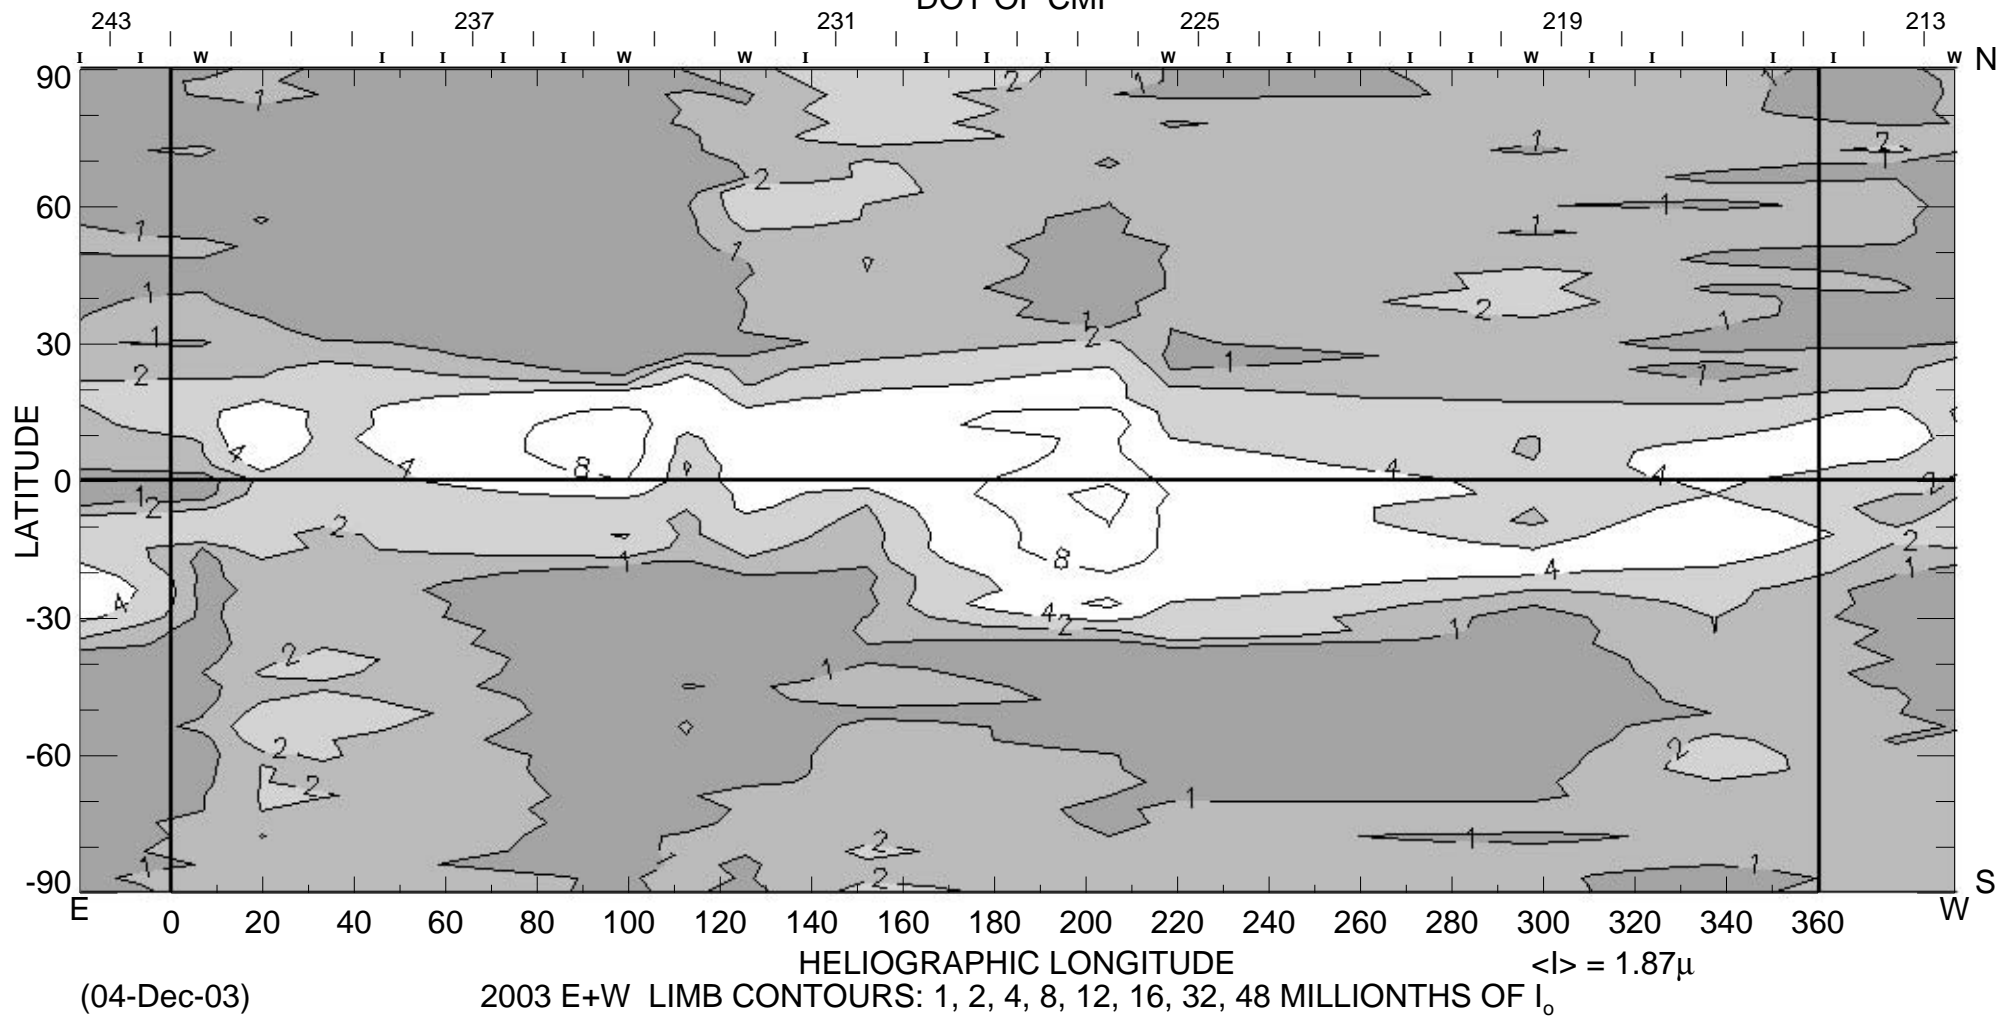 DOY OF CMP
243 237 231 225 219 213
I I W I I I I W W I I I I W I I I I I I I I I W
N
90
60
30
0
-30
-60
-90
LATITUDE
S
E W
0 20 40 60 80 100 120 140 160 180 200 220 240 260 280 300 320 340 360
HELIOGRAPHIC LONGITUDE
<I> = 1.87μ
(04-Dec-03)
2003 E+W LIMB CONTOURS: 1, 2, 4, 8, 12, 16, 32, 48 MILLIONTHS OF Io